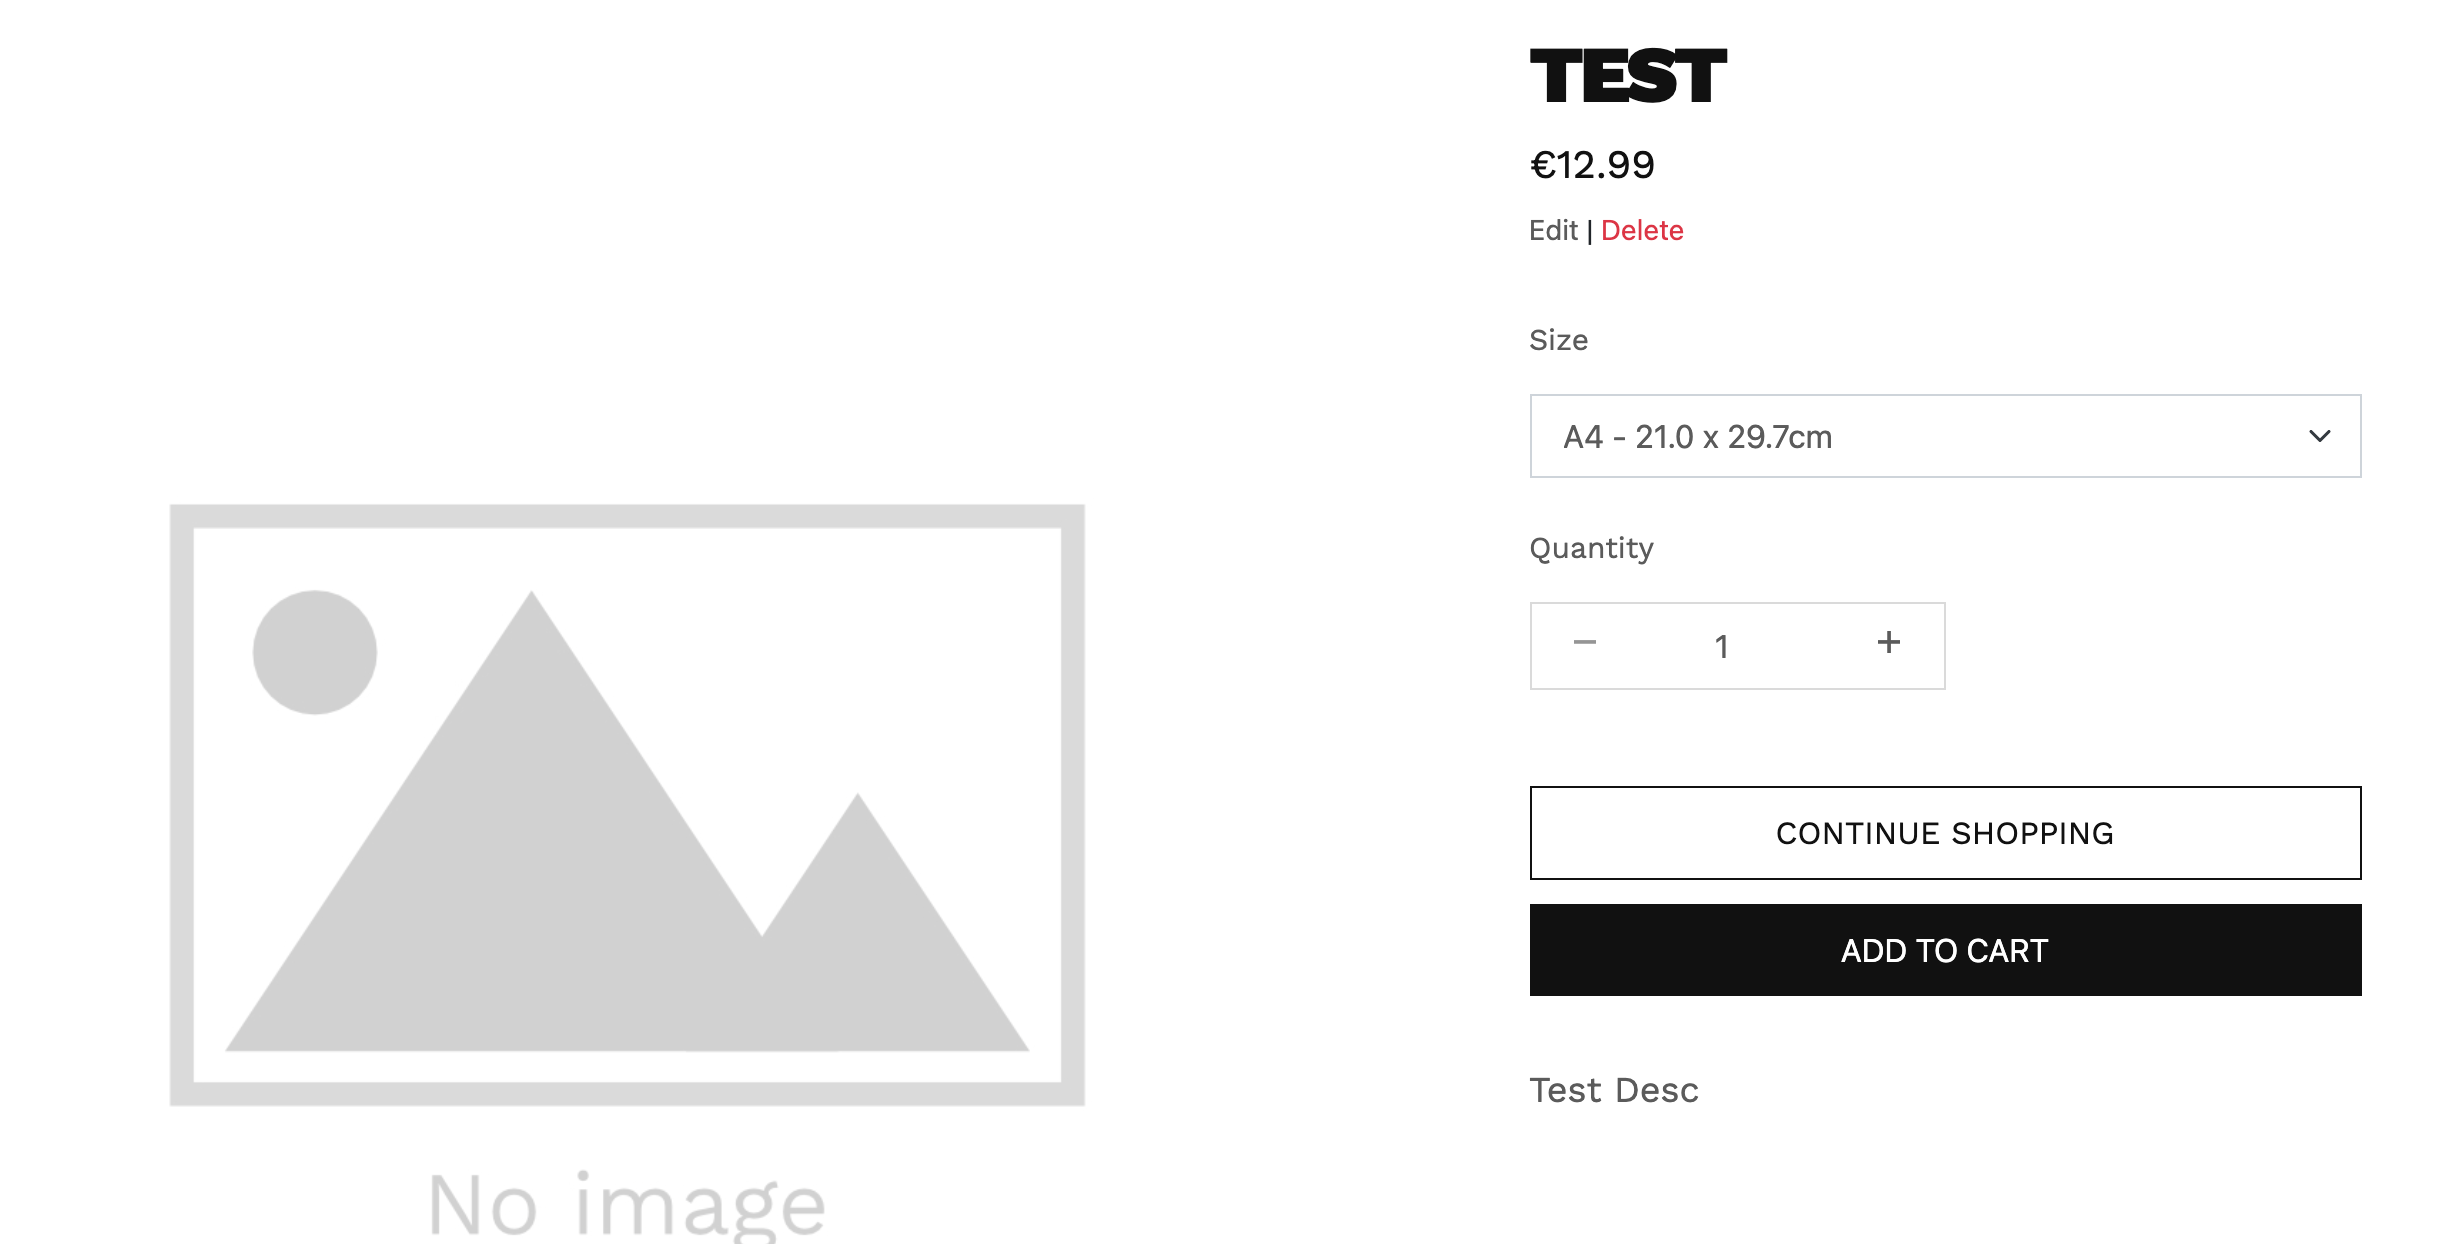 TEST
€12.99
Edit | Delete
Size
A4 - 21.0 x 29.7cm
Quantity
− 1 +
CONTINUE SHOPPING
ADD TO CART
Test Desc
No image